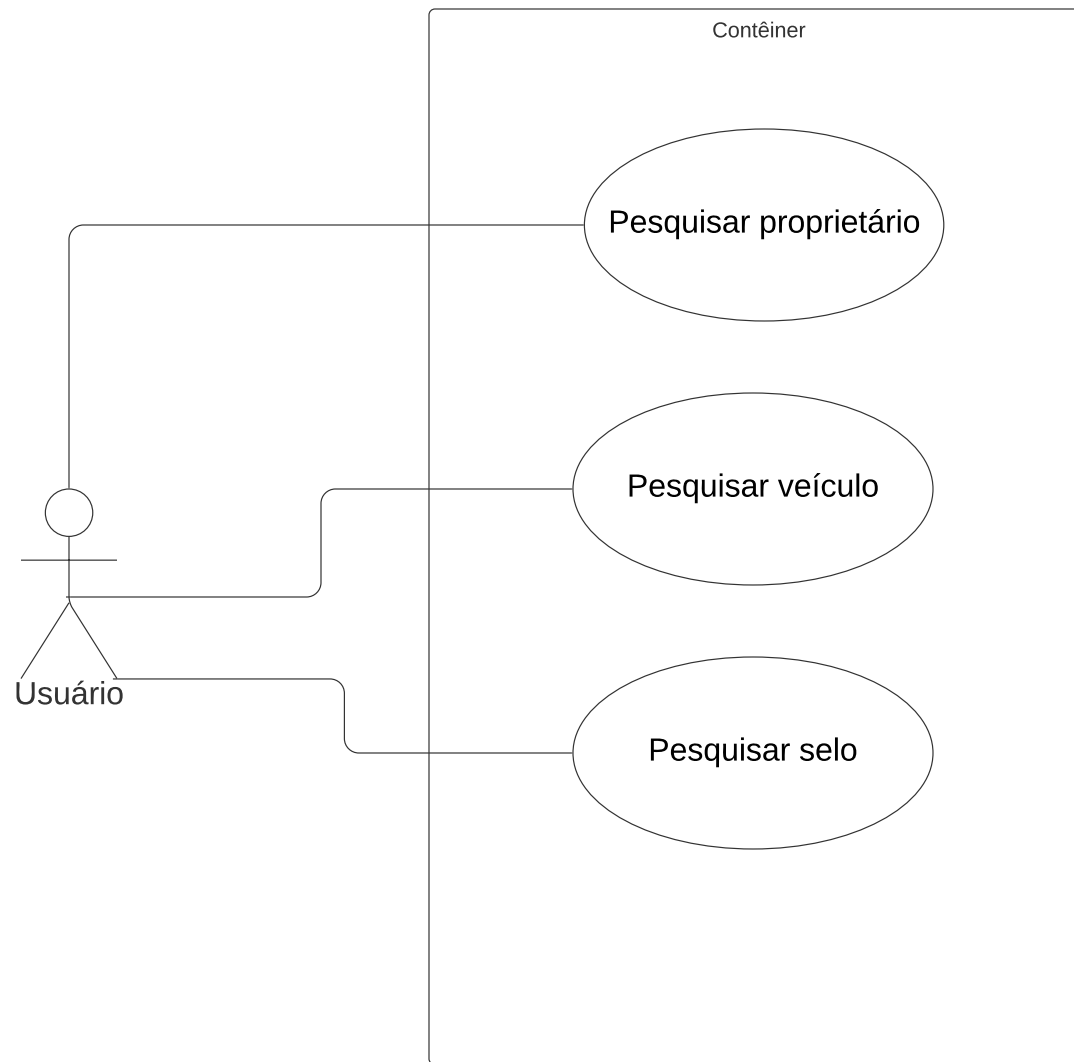 Contêiner
Pesquisar proprietário
Pesquisar veículo
Usuário
Pesquisar selo